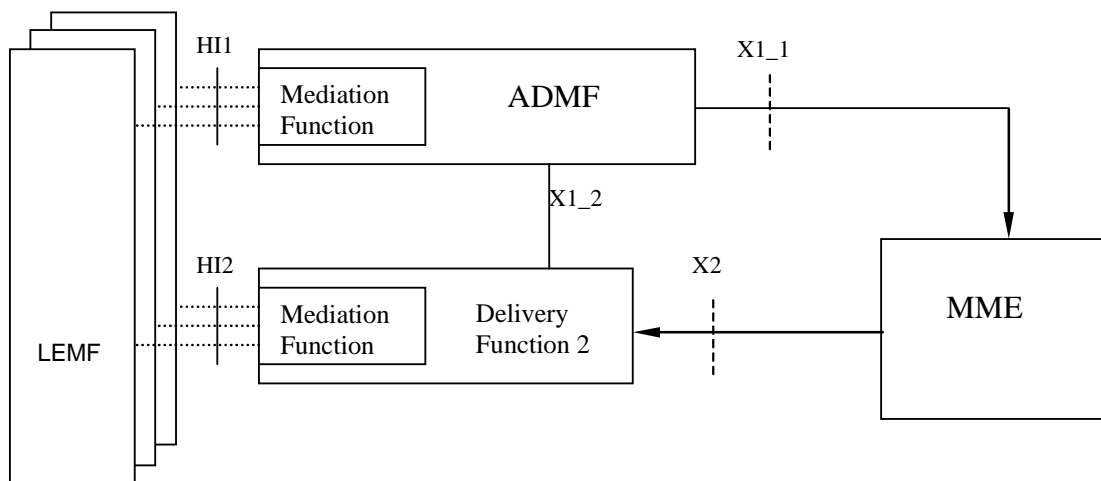 HI1
X1_1
Mediation
Function
ADMF
X1_2
HI2
X2
Mediation
Function
Delivery
Function 2
MME
LEMF